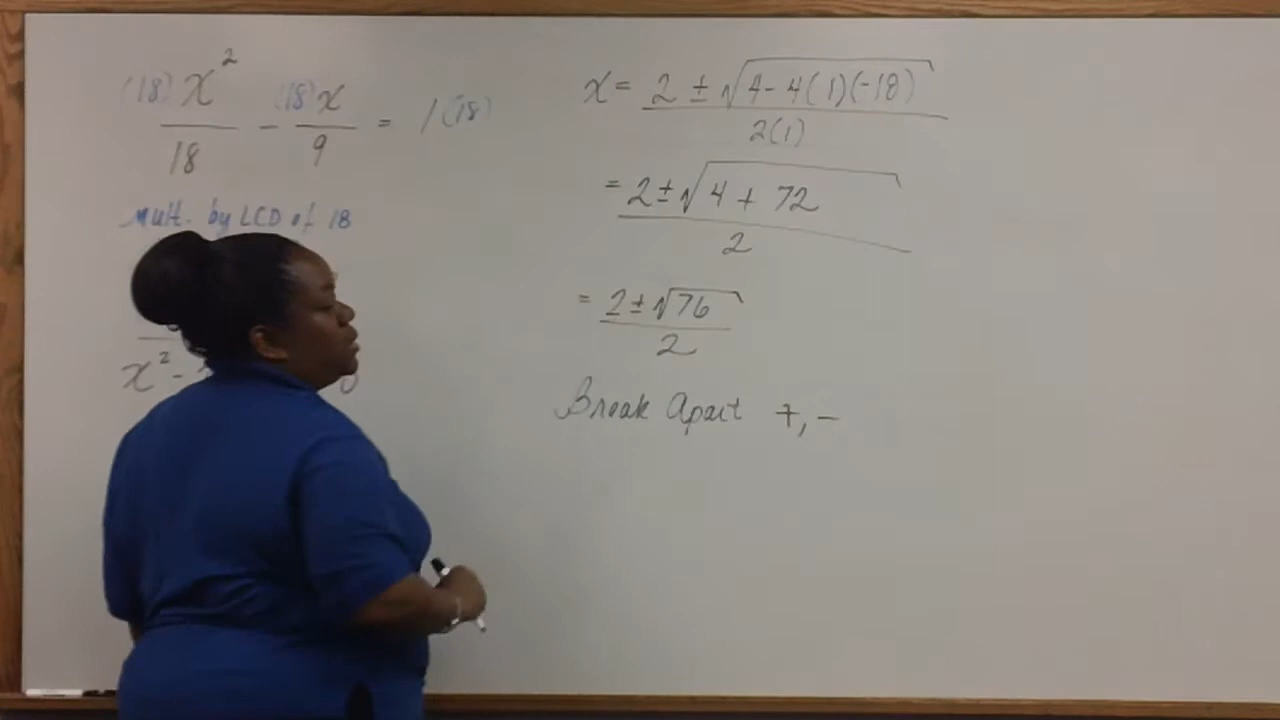 (18)x²/18 - (18)x/9 = 1(18)
Mult. by LCD of 18
x² -
x = 2 ± √4 - 4(1)(-18) / 2(1)
= 2 ± √4 + 72 / 2
= 2 ± √76 / 2
Break Apart +, -